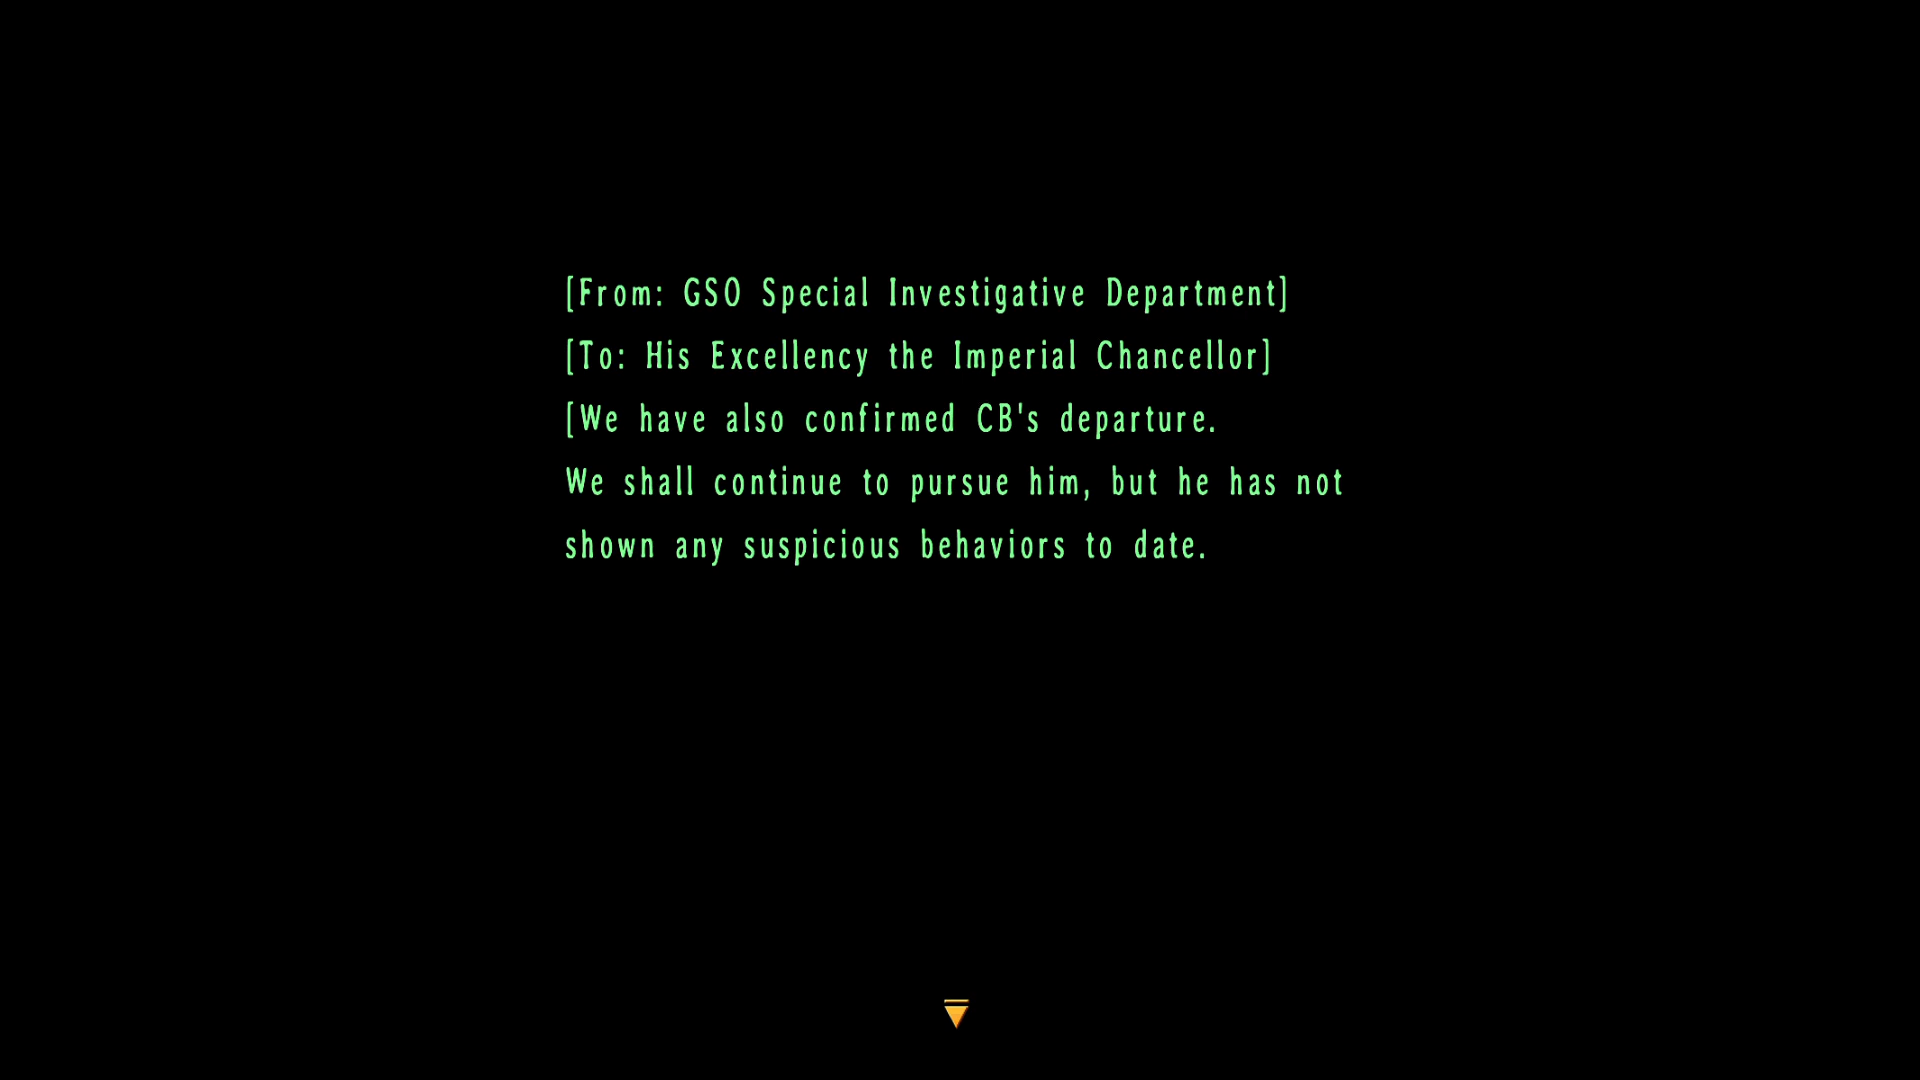 [From: GSO Special Investigative Department]
[To: His Excellency the Imperial Chancellor]
[We have also confirmed CB's departure.
We shall continue to pursue him, but he has not
shown any suspicious behaviors to date.